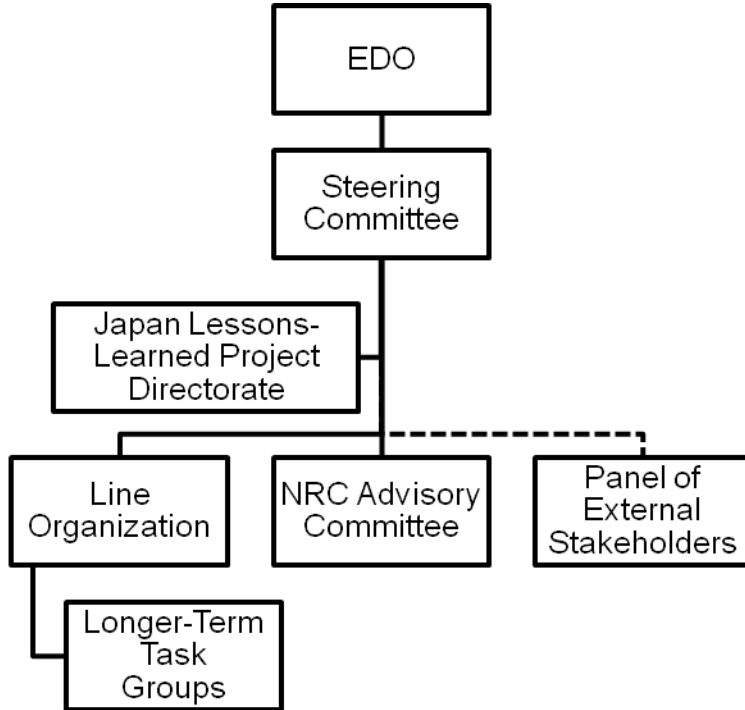 EDO
Steering
Committee
Japan Lessons-
Learned Project
Directorate
Line
Organization
NRC Advisory
Committee
Panel of
External
Stakeholders
Longer-Term
Task
Groups